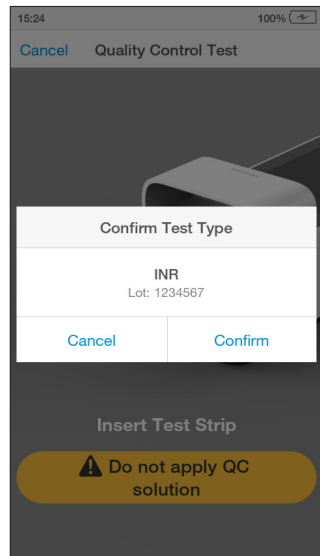 15:24 100%
Cancel Quality Control Test
Confirm Test Type
INR
Lot: 1234567
Cancel Confirm
Insert Test Strip
Do not apply QC
solution